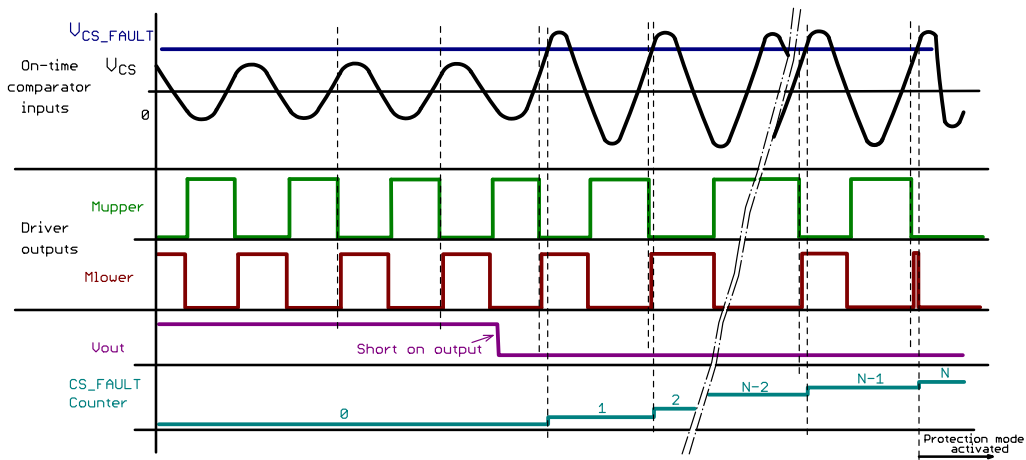 VCS_FAULT
On-time
comparator
inputs
VCS
0
Mupper
Driver
outputs
Mlower
Vout
Short on output
CS_FAULT
Counter
0
1
2
N-2
N-1
N
Protection mode
activated